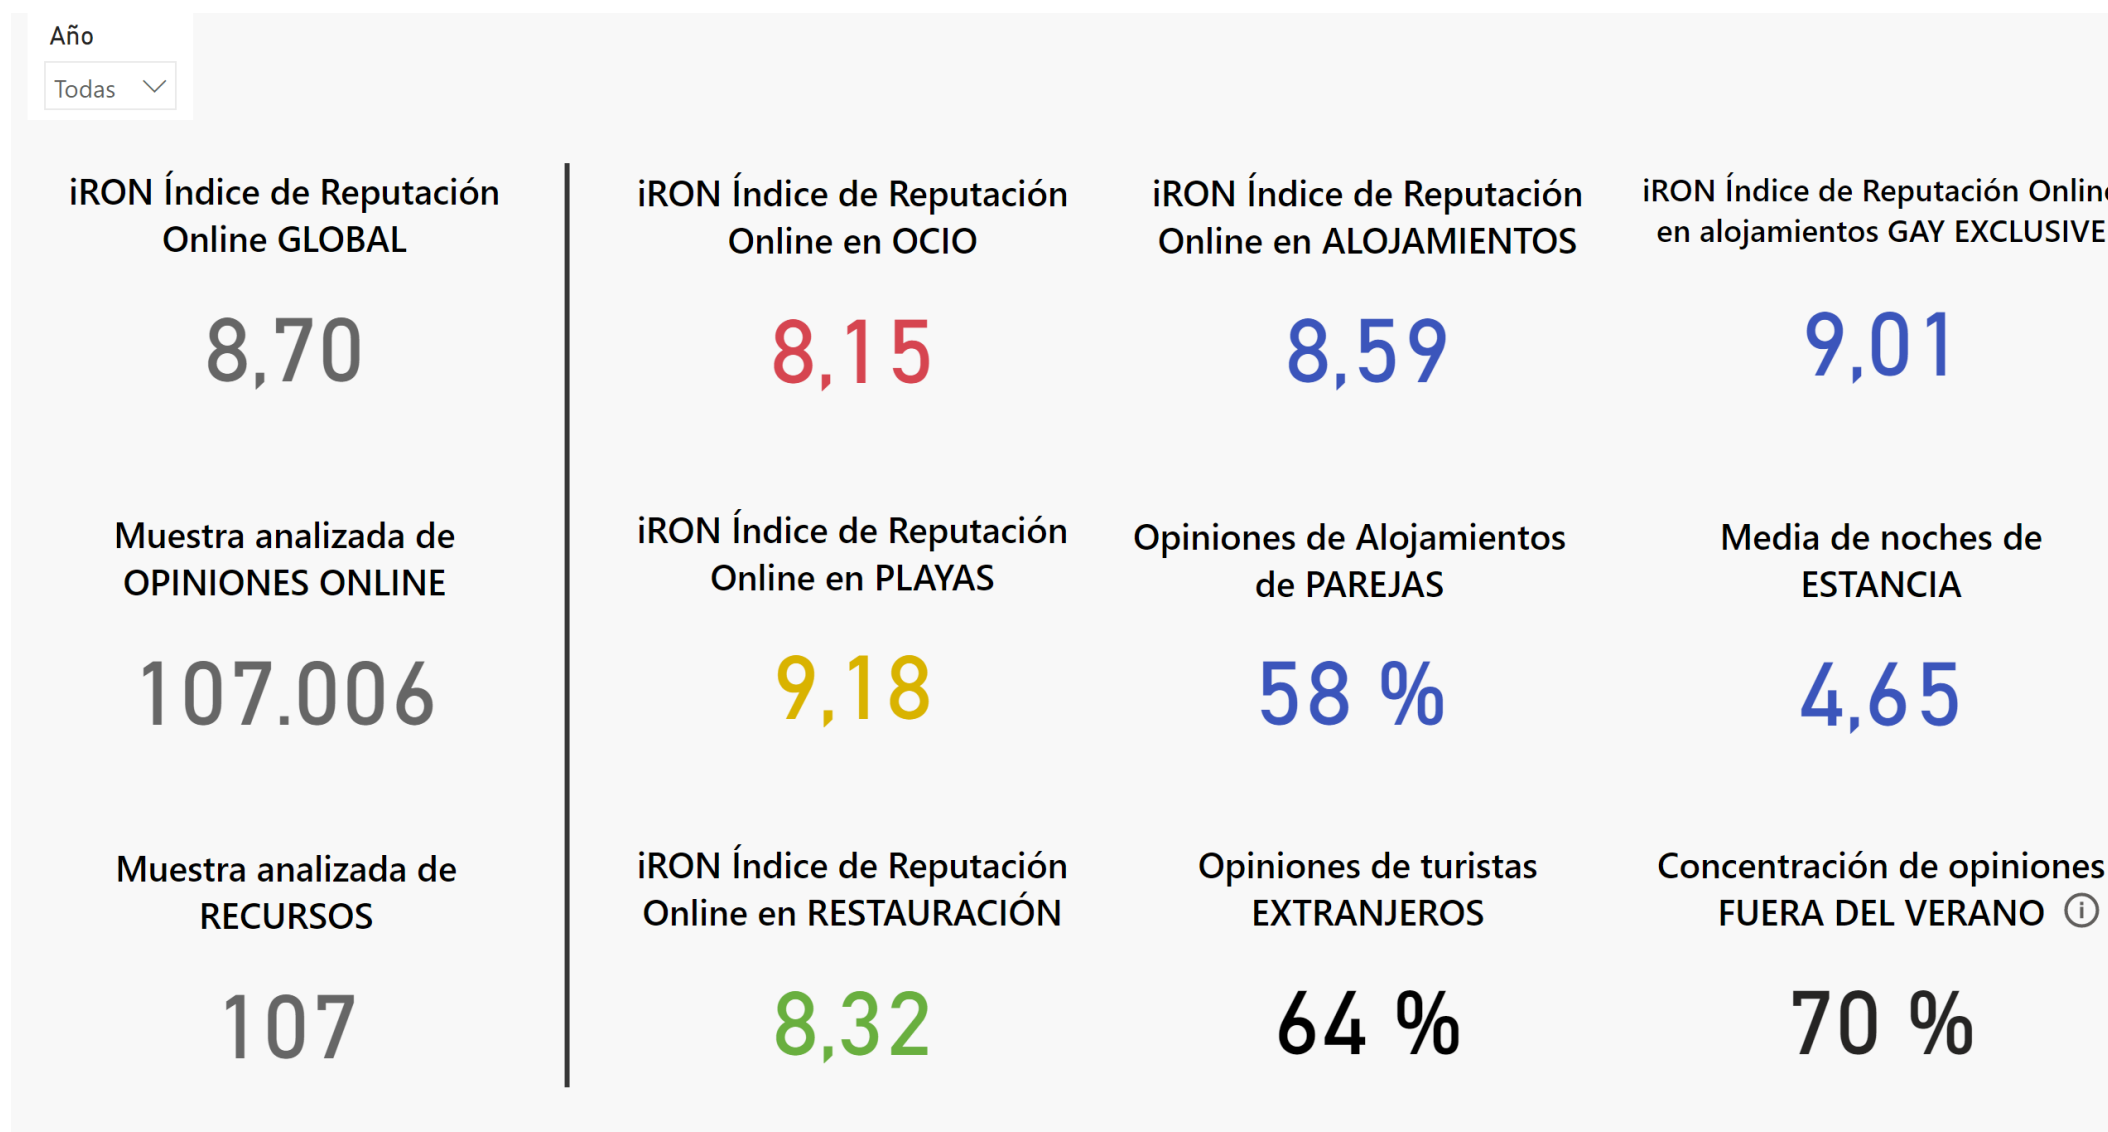 Año
Todas
iRON Índice de Reputación
Online GLOBAL
8,70
iRON Índice de Reputación
Online en OCIO
8,15
iRON Índice de Reputación
Online en ALOJAMIENTOS
8,59
iRON Índice de Reputación Online
en alojamientos GAY EXCLUSIVE
9,01
Muestra analizada de
OPINIONES ONLINE
107.006
iRON Índice de Reputación
Online en PLAYAS
9,18
Opiniones de Alojamientos
de PAREJAS
58 %
Media de noches de
ESTANCIA
4,65
Muestra analizada de
RECURSOS
107
iRON Índice de Reputación
Online en RESTAURACIÓN
8,32
Opiniones de turistas
EXTRANJEROS
64 %
Concentración de opiniones
FUERA DEL VERANO
70 %